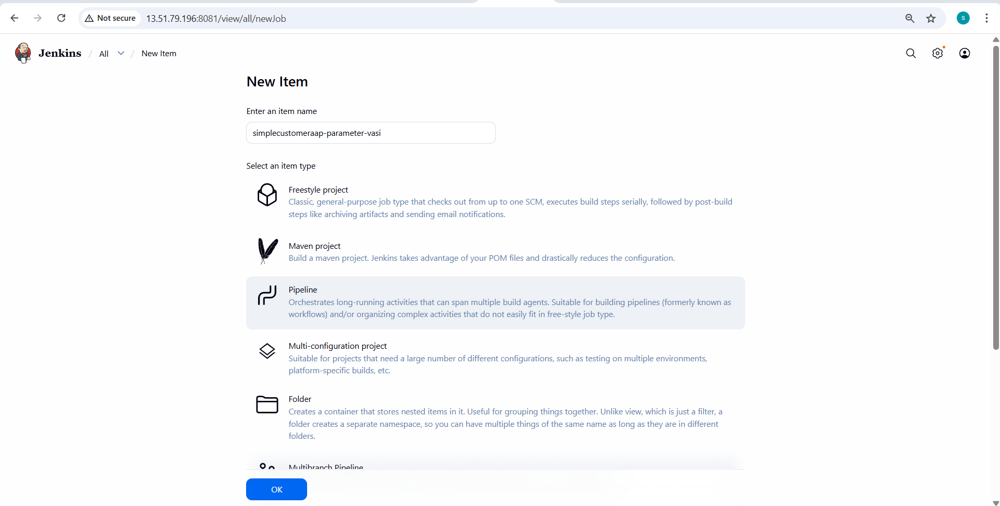 Not secure 13.51.79.196:8081/view/all/newJob
S
Jenkins / All / New Item
New Item
Enter an item name
simplecustomeraap-parameter-vasi
Select an item type
Freestyle project
Classic, general-purpose job type that checks out from up to one SCM, executes build steps serially, followed by post-build
steps like archiving artifacts and sending email notifications.
Maven project
Build a maven project. Jenkins takes advantage of your POM files and drastically reduces the configuration.
Pipeline
Orchestrates long-running activities that can span multiple build agents. Suitable for building pipelines (formerly known as
workflows) and/or organizing complex activities that do not easily fit in free-style job type.
Multi-configuration project
Suitable for projects that need a large number of different configurations, such as testing on multiple environments,
platform-specific builds, etc.
Folder
Creates a container that stores nested items in it. Useful for grouping things together. Unlike view, which is just a filter, a
folder creates a separate namespace, so you can have multiple things of the same name as long as they are in different
folders.
Multibranch Pipeline
OK